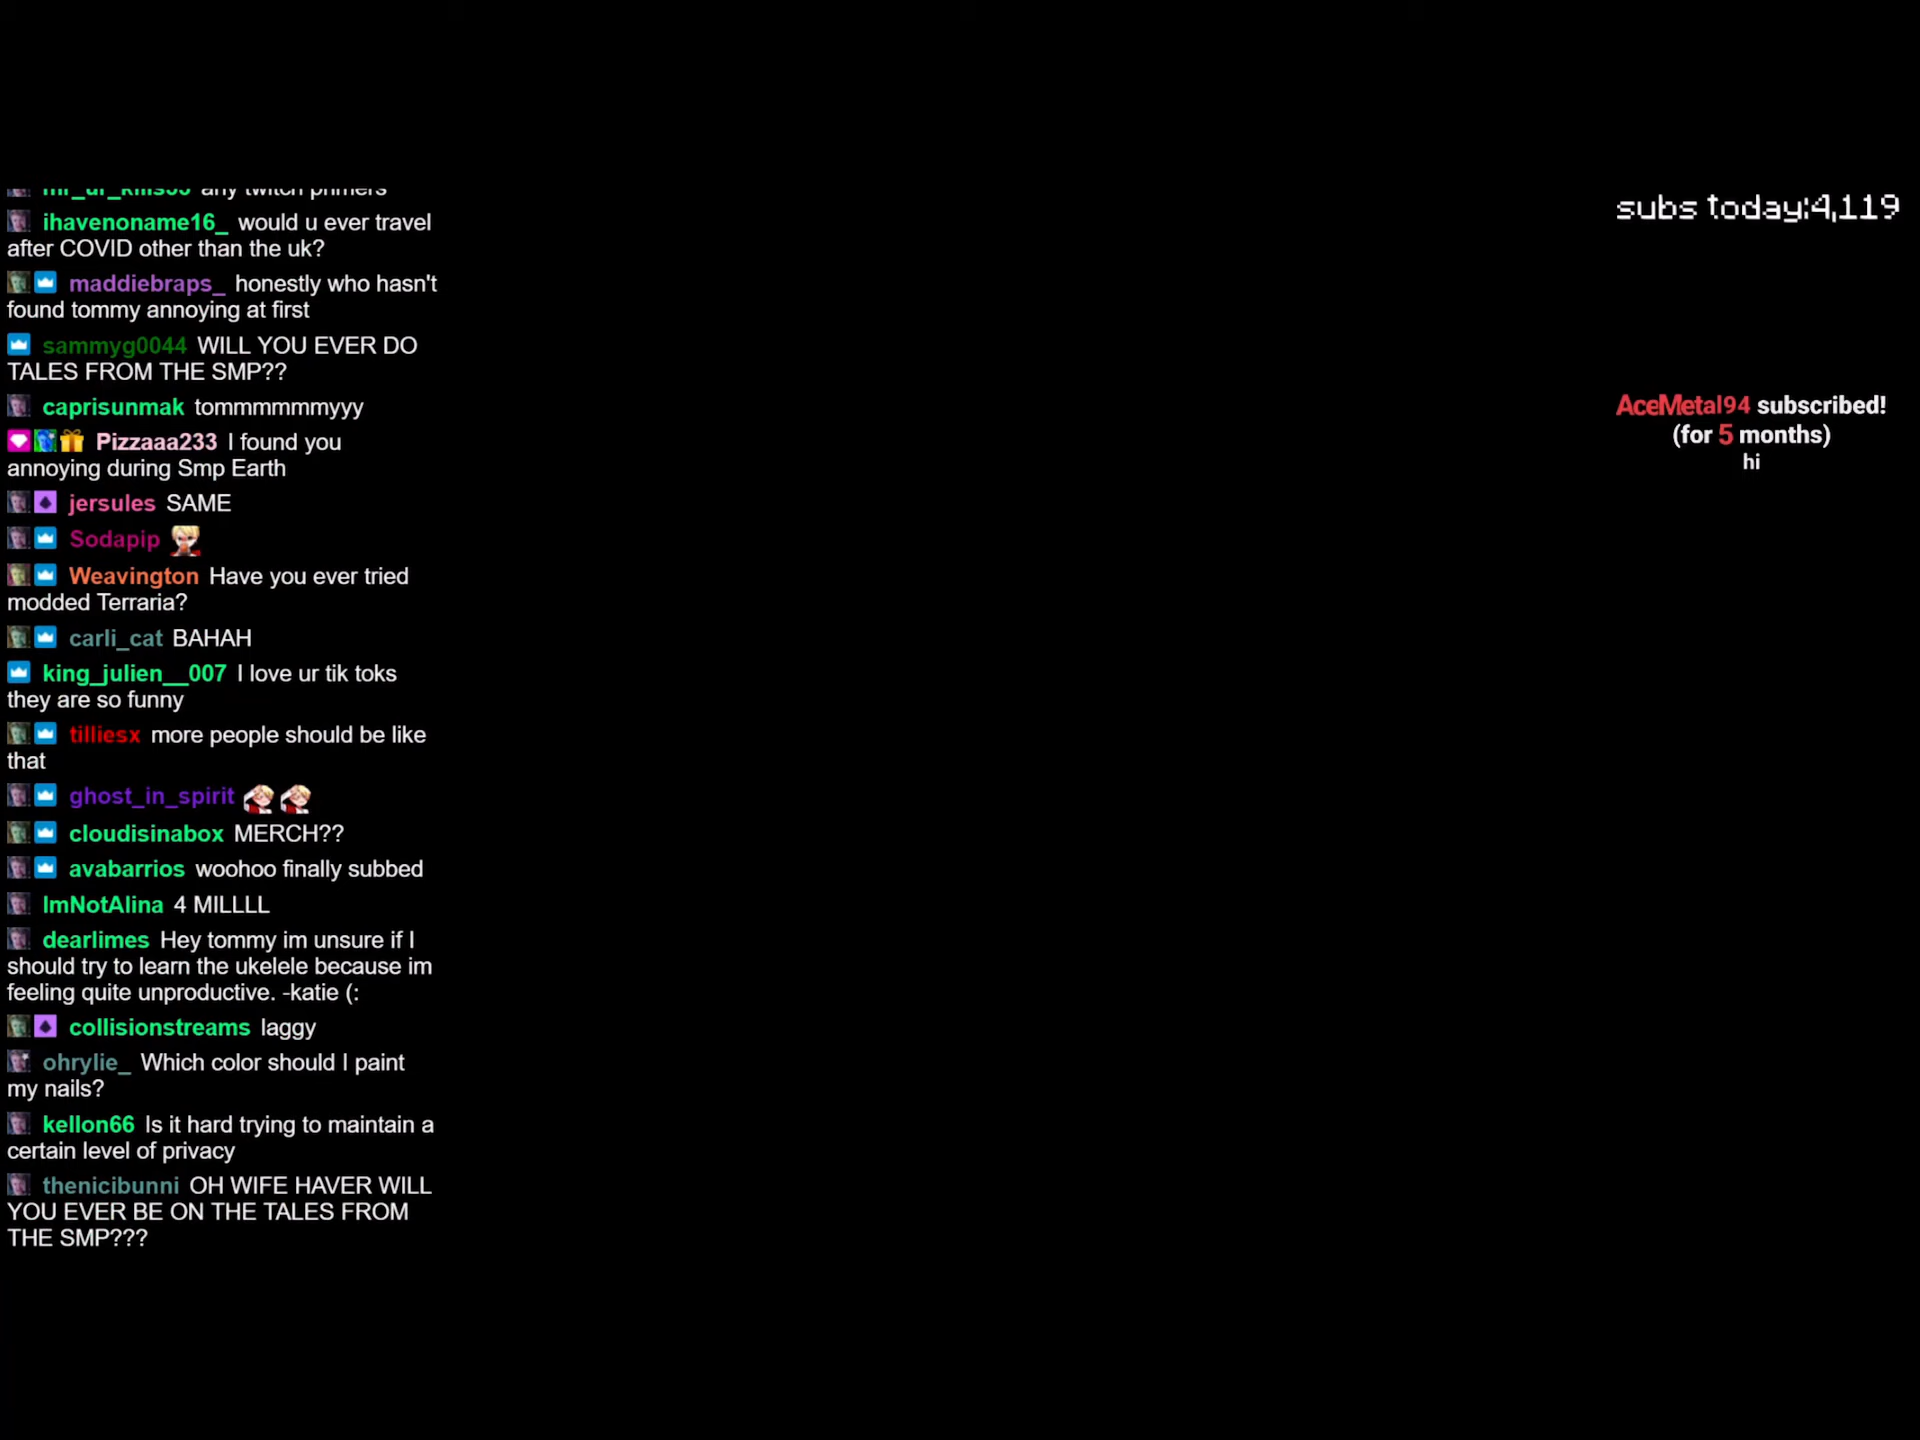 mr_ur_kills35 any twitch primers
ihavenoname16_ would u ever travel
after COVID other than the uk?
maddiebraps_ honestly who hasn't
found tommy annoying at first
sammyg0044 WILL YOU EVER DO
TALES FROM THE SMP??
caprisunmak tommmmmmyyy
Pizzaaa233 I found you
annoying during Smp Earth
jersules SAME
Sodapip
Weavington Have you ever tried
modded Terraria?
carli_cat BAHAH
king_julien__007 I love ur tik toks
they are so funny
tilliesx more people should be like
that
ghost_in_spirit
cloudisinabox MERCH??
avabarrios woohoo finally subbed
ImNotAlina 4 MILLLL
dearlimes Hey tommy im unsure if I
should try to learn the ukelele because im
feeling quite unproductive. -katie (:
collisionstreams laggy
ohrylie_ Which color should I paint
my nails?
kellon66 Is it hard trying to maintain a
certain level of privacy
thenicibunni OH WIFE HAVER WILL
YOU EVER BE ON THE TALES FROM
THE SMP???
subs today:4,119
AceMetal94 subscribed!
(for 5 months)
hi